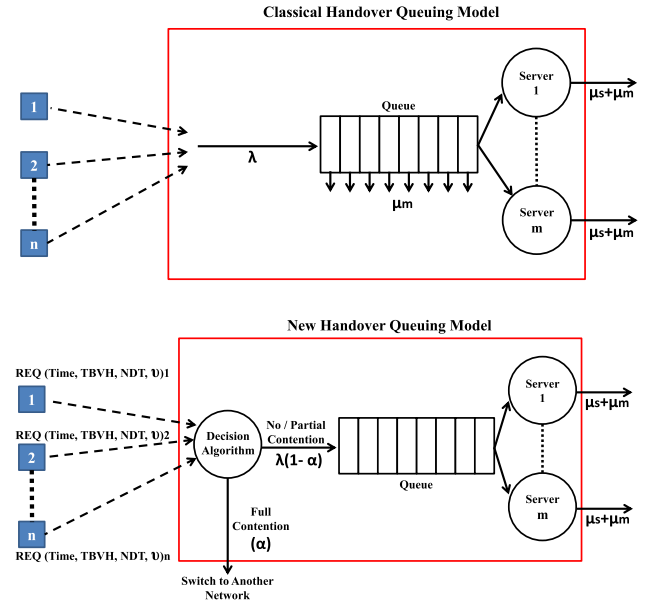 Classical Handover Queuing Model
1
2
n
λ
Queue
μm
Server
1
Server
m
μs+μm
μs+μm
New Handover Queuing Model
REQ (Time, TBVH, NDT, Ʋ)1
1
REQ (Time, TBVH, NDT, Ʋ)2
2
n
REQ (Time, TBVH, NDT, Ʋ)n
Decision
Algorithm
No / Partial
Contention
λ(1- α)
Queue
Full
Contention
(α)
Switch to Another
Network
Server
1
Server
m
μs+μm
μs+μm